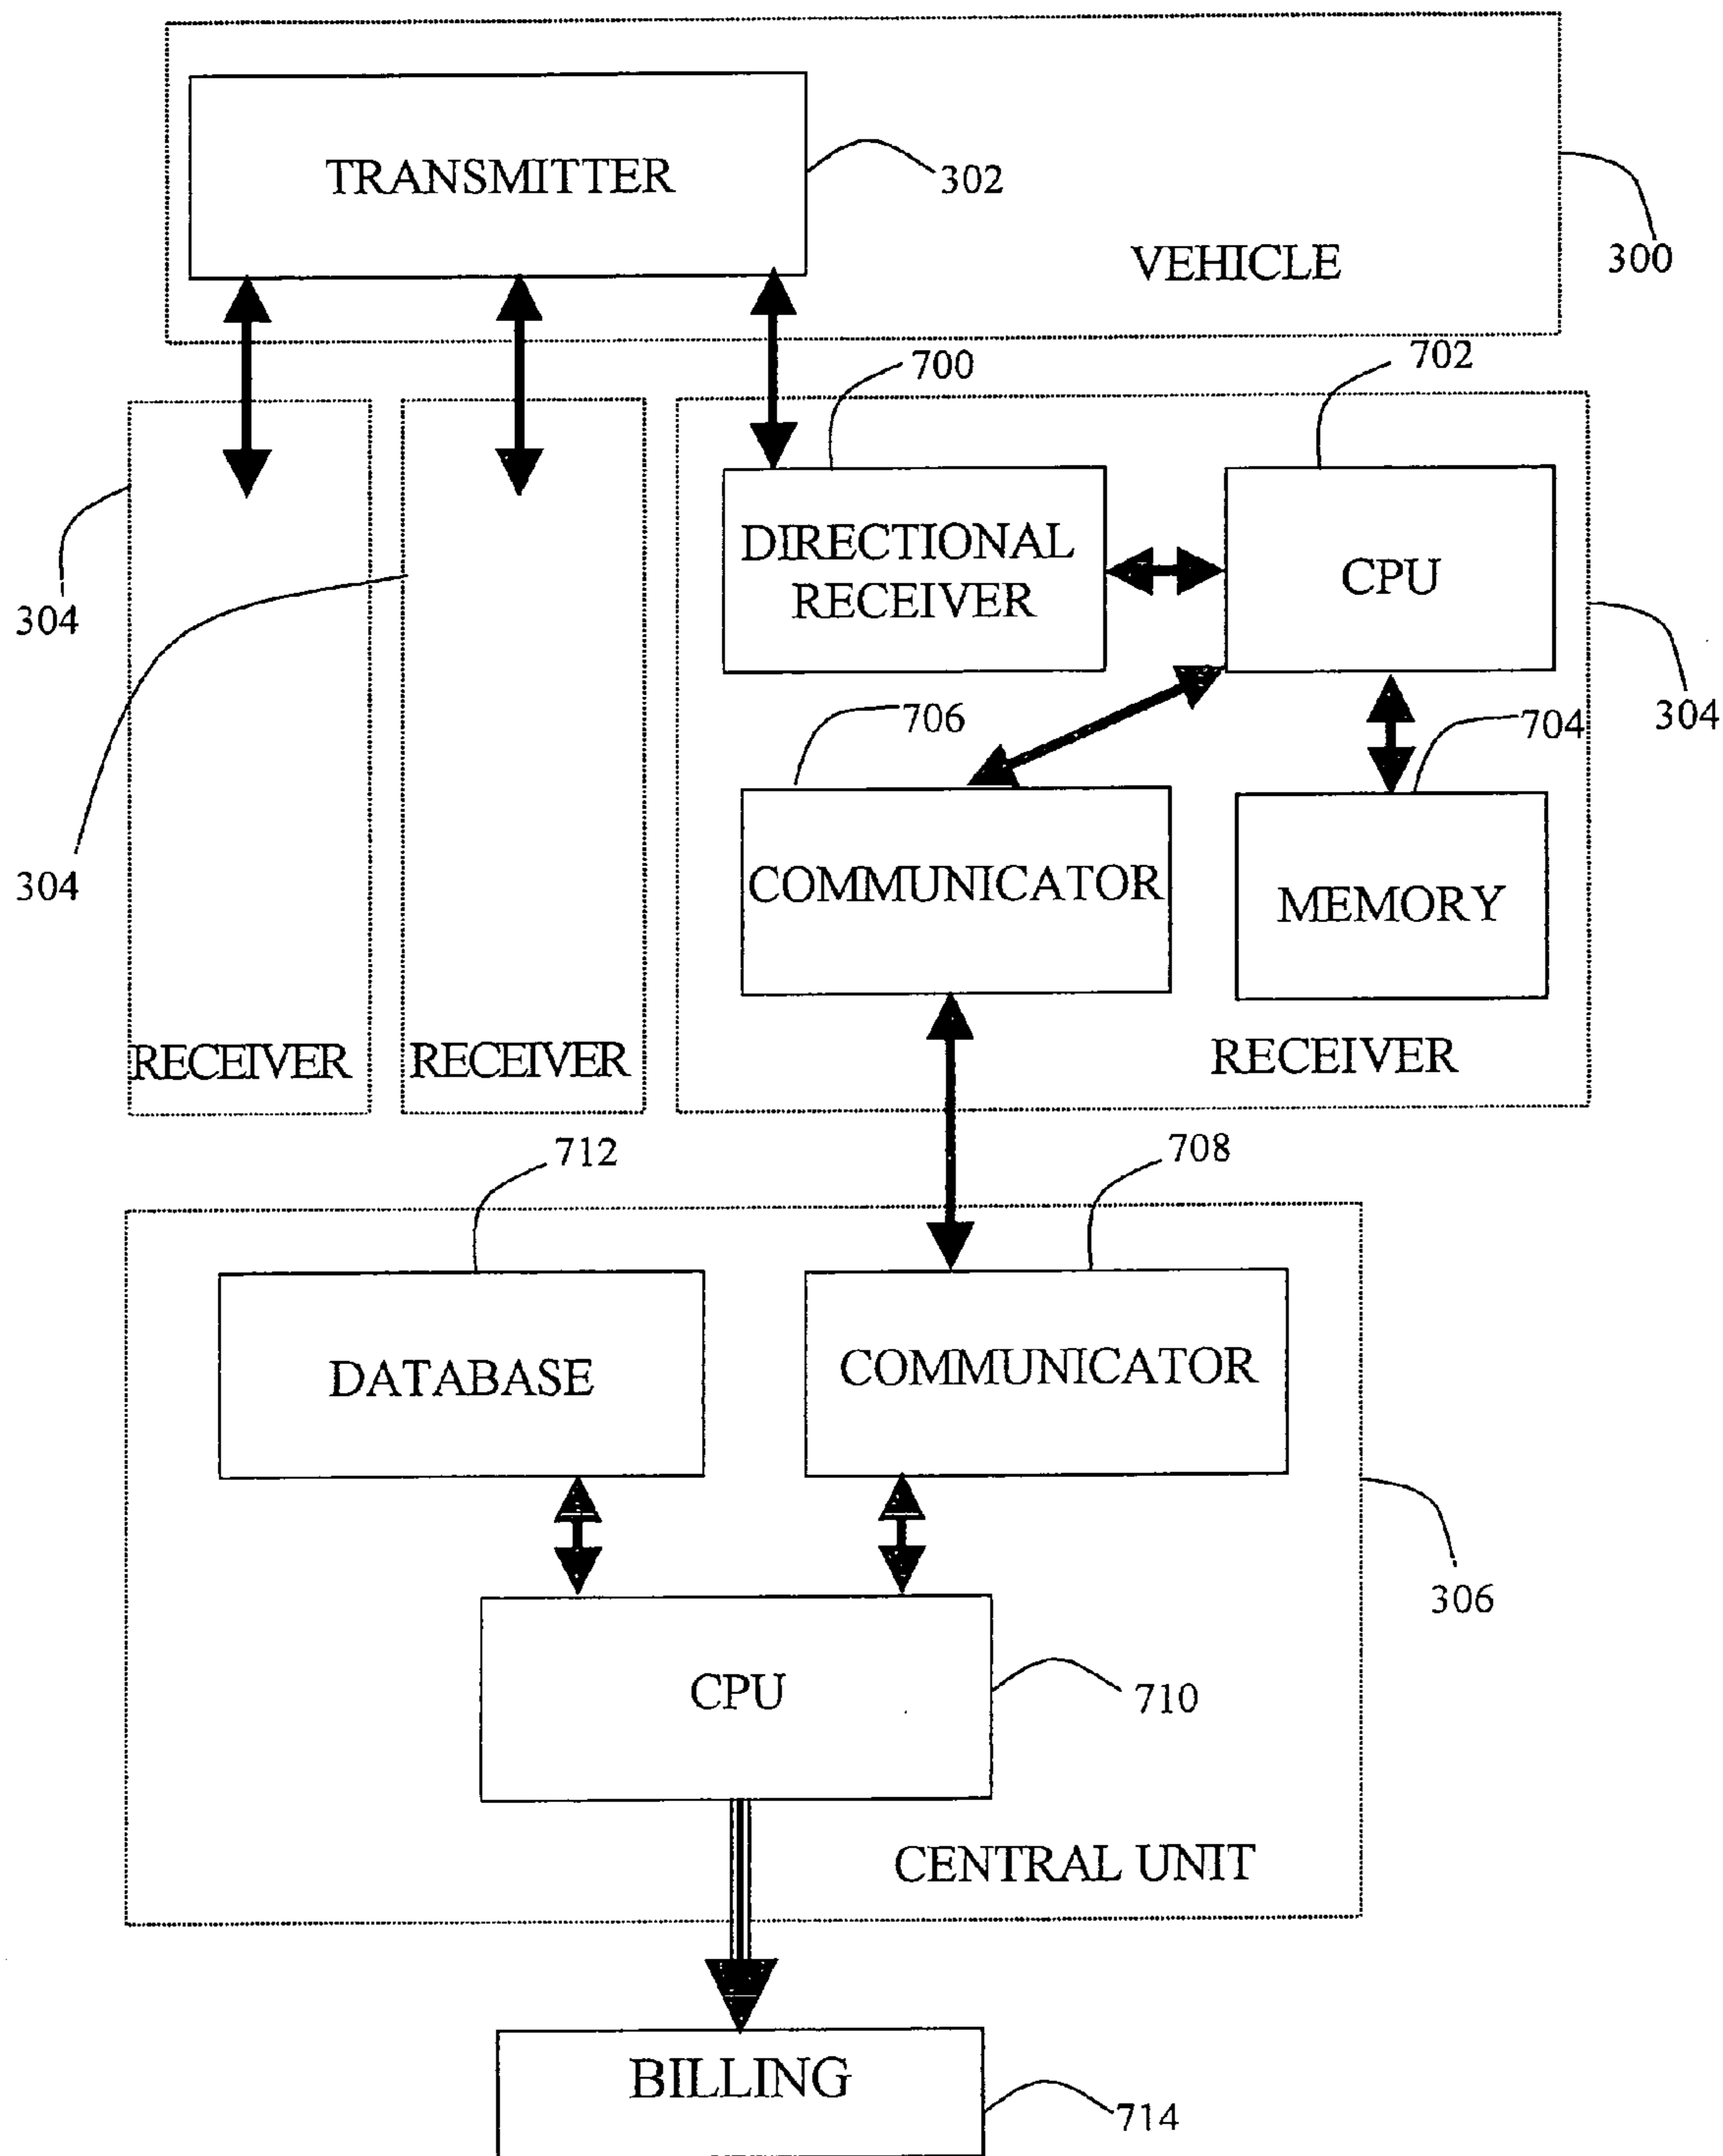 TRANSMITTER
302
VEHICLE
300
700
702
DIRECTIONAL
RECEIVER
CPU
304
304
706
704
COMMUNICATOR
MEMORY
304
RECEIVER
RECEIVER
RECEIVER
712
708
DATABASE
COMMUNICATOR
306
CPU
710
CENTRAL UNIT
BILLING
714